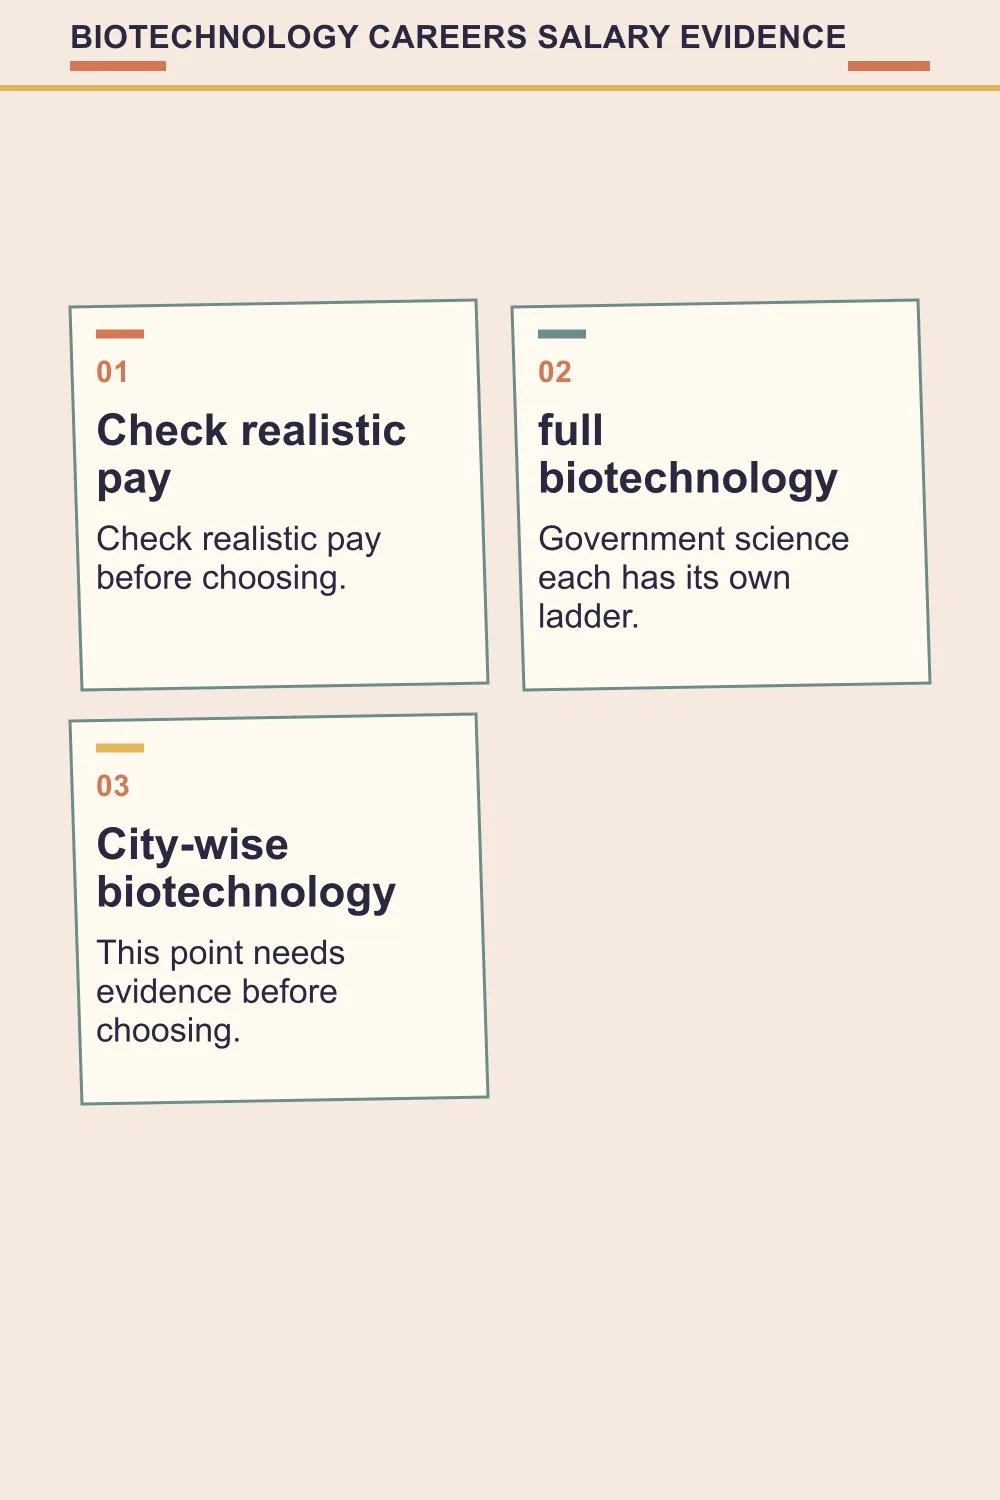 BIOTECHNOLOGY CAREERS SALARY EVIDENCE
01
Check realistic
pay
Check realistic pay
before choosing.
02
full
biotechnology
Government science
each has its own
ladder.
03
City-wise
biotechnology
This point needs
evidence before
choosing.